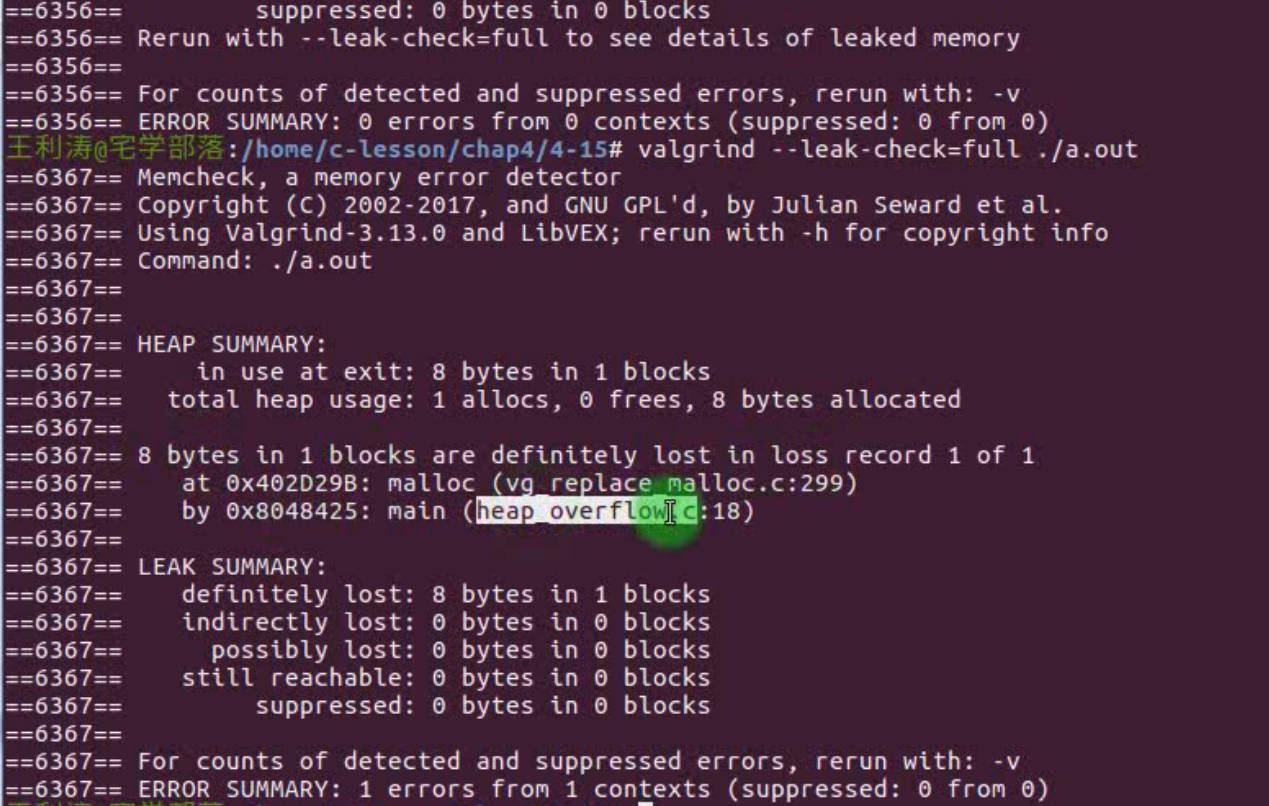 ==6356==         suppressed: 0 bytes in 0 blocks
==6356== Rerun with --leak-check=full to see details of leaked memory
==6356==
==6356== For counts of detected and suppressed errors, rerun with: -v
==6356== ERROR SUMMARY: 0 errors from 0 contexts (suppressed: 0 from 0)
王利涛@宅学部落:/home/c-lesson/chap4/4-15# valgrind --leak-check=full ./a.out
==6367== Memcheck, a memory error detector
==6367== Copyright (C) 2002-2017, and GNU GPL'd, by Julian Seward et al.
==6367== Using Valgrind-3.13.0 and LibVEX; rerun with -h for copyright info
==6367== Command: ./a.out
==6367==
==6367==
==6367== HEAP SUMMARY:
==6367==     in use at exit: 8 bytes in 1 blocks
==6367==   total heap usage: 1 allocs, 0 frees, 8 bytes allocated
==6367==
==6367== 8 bytes in 1 blocks are definitely lost in loss record 1 of 1
==6367==    at 0x402D29B: malloc (vg_replace_malloc.c:299)
==6367==    by 0x8048425: main (heap_overflow.c:18)
==6367==
==6367== LEAK SUMMARY:
==6367==    definitely lost: 8 bytes in 1 blocks
==6367==    indirectly lost: 0 bytes in 0 blocks
==6367==      possibly lost: 0 bytes in 0 blocks
==6367==    still reachable: 0 bytes in 0 blocks
==6367==         suppressed: 0 bytes in 0 blocks
==6367==
==6367== For counts of detected and suppressed errors, rerun with: -v
==6367== ERROR SUMMARY: 1 errors from 1 contexts (suppressed: 0 from 0)